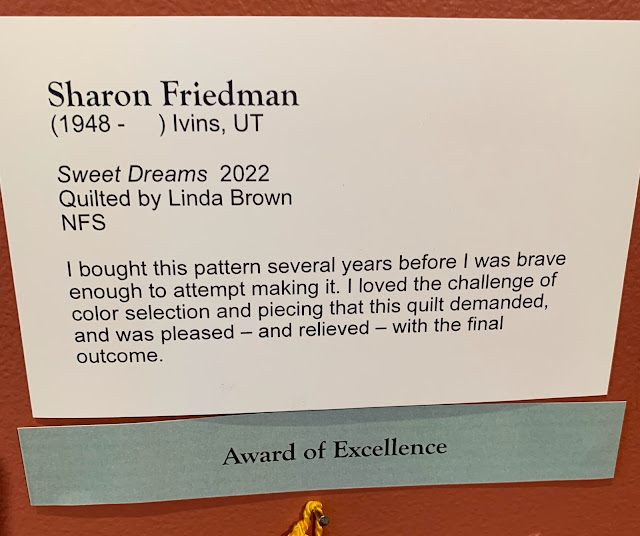 Sharon Friedman
(1948 -     ) Ivins, UT
Sweet Dreams  2022
Quilted by Linda Brown
NFS
I bought this pattern several years before I was brave
enough to attempt making it. I loved the challenge of
color selection and piecing that this quilt demanded,
and was pleased – and relieved – with the final
outcome.
Award of Excellence